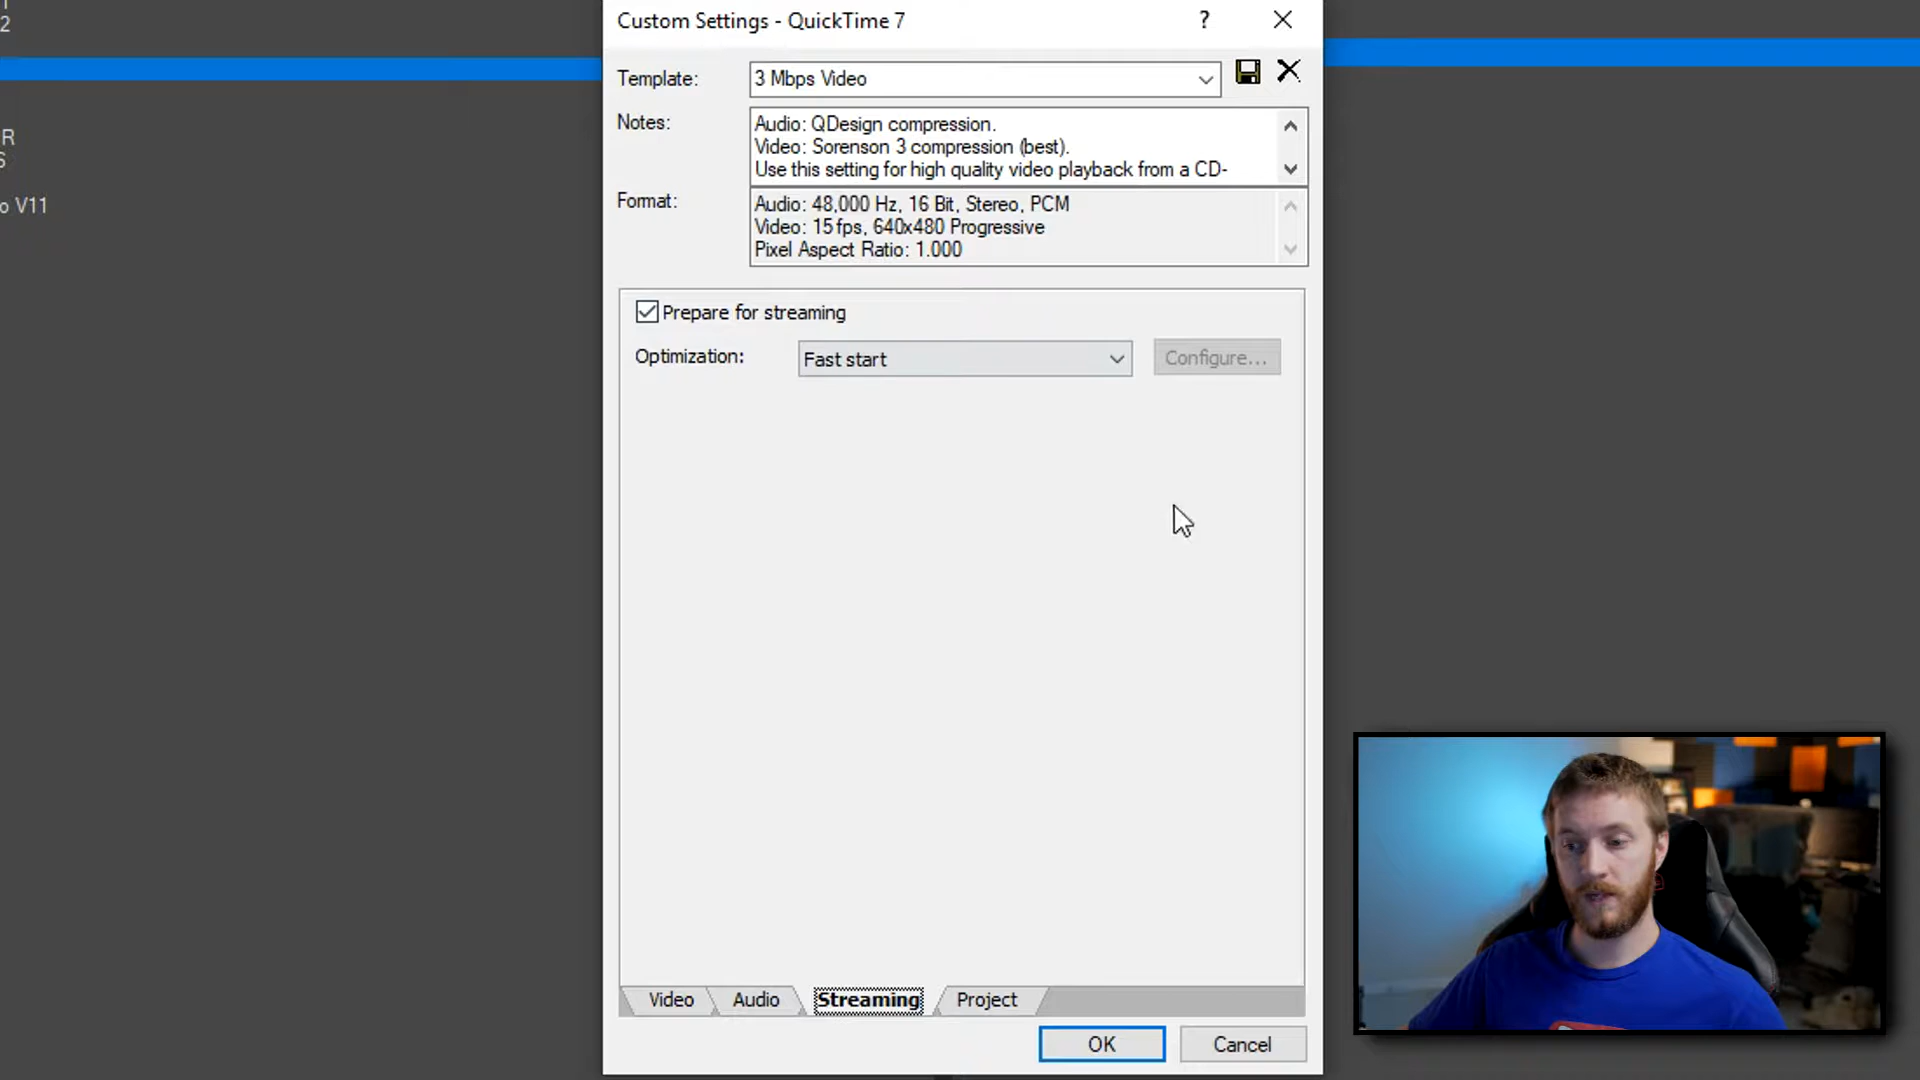 2
R
S
o V11
Custom Settings - QuickTime 7
?
Template:
3 Mbps Video
Notes:
Audio: QDesign compression.
Video: Sorenson 3 compression (best).
Use this setting for high quality video playback from a CD-
Format:
Audio: 48,000 Hz, 16 Bit, Stereo, PCM
Video: 15 fps, 640x480 Progressive
Pixel Aspect Ratio: 1.000
Prepare for streaming
Optimization:
Fast start
Configure...
Video
Audio
Streaming
Project
OK
Cancel